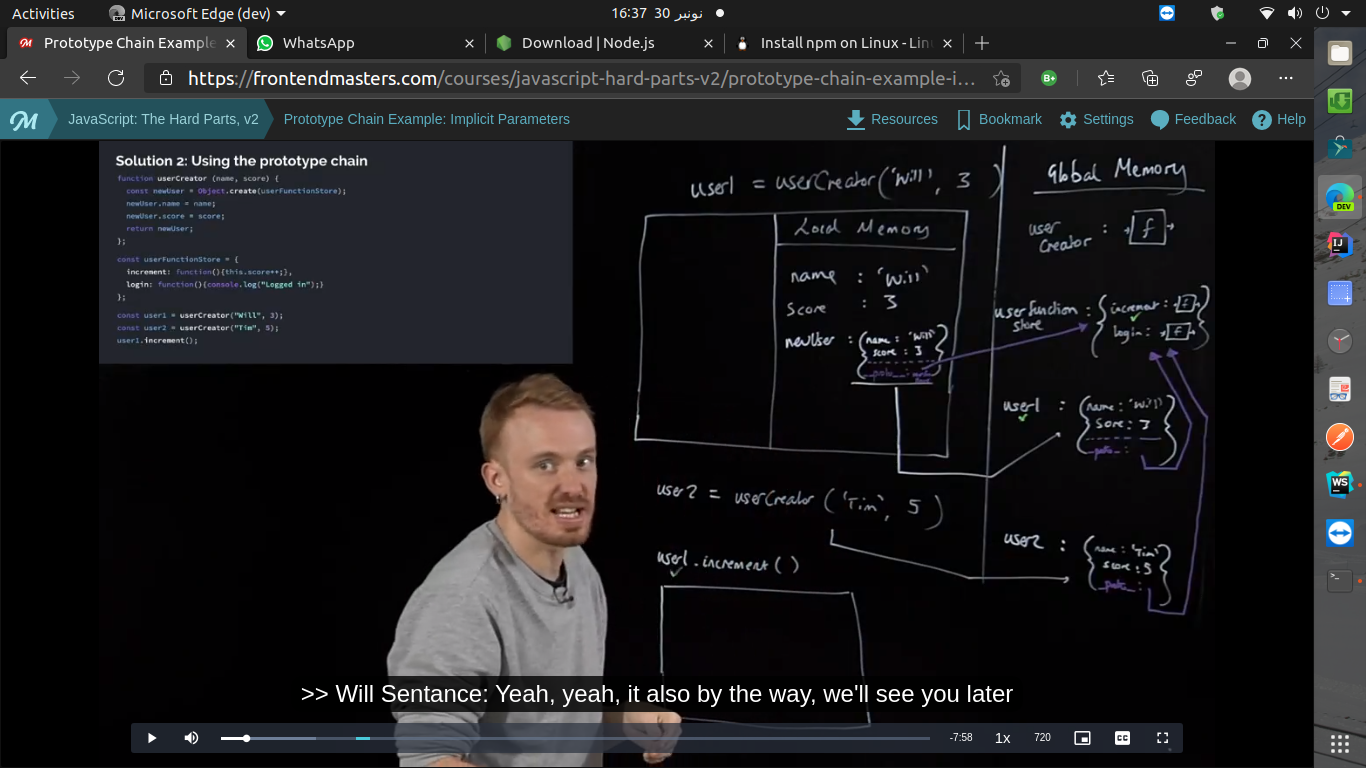 Activities
Microsoft Edge (dev)
16:37 30 نونبر
Prototype Chain Example
WhatsApp
Download | Node.js
Install npm on Linux - Lin
https://frontendmasters.com/courses/javascript-hard-parts-v2/prototype-chain-example-i…
JavaScript: The Hard Parts, v2
Prototype Chain Example: Implicit Parameters
Resources
Bookmark
Settings
Feedback
Help
Solution 2: Using the prototype chain
function userCreator (name, score) {
const newUser = Object.create(userFunctionStore);
newUser.name = name;
newUser.score = score;
return newUser;
};
const userFunctionStore = {
increment: function(){this.score++;},
login: function(){console.log("Logged in");}
};
const user1 = userCreator("Will", 3);
const user2 = userCreator("Tim", 5);
user1.increment();
user1 = userCreator('Will', 3 )
Local Memory
name : 'Will'
score : 3
newUser : {name : 'Will'
score : 3
__proto__ :
}
user2 = userCreator ('Tim', 5 )
user1.increment()
Global Memory
user Creator : f
userfunction store : {increment : f
login : f }
user1 : {name : 'Will'
score : 3
__proto__ : }
user2 : {name : 'Tim'
score : 5
__proto__ : }
>> Will Sentance: Yeah, yeah, it also by the way, we'll see you later
-7:58
1x
720
CC
DEV
IJ
WS